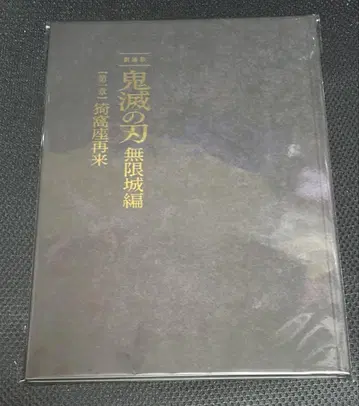 劇場版
鬼滅の刃
無限城編
【第一章】猗窩座再来